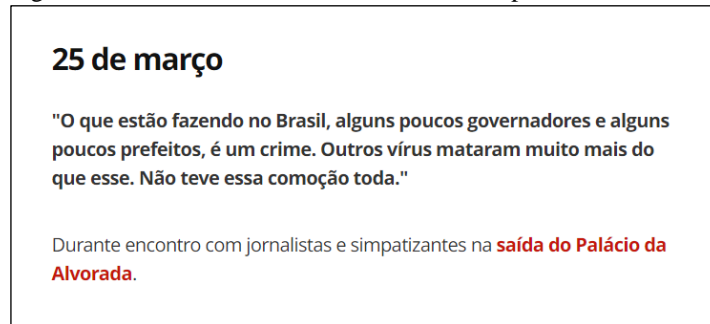 25 de março
"O que estão fazendo no Brasil, alguns poucos governadores e alguns
poucos prefeitos, é um crime. Outros vírus mataram muito mais do
que esse. Não teve essa comoção toda."
Durante encontro com jornalistas e simpatizantes na saída do Palácio da
Alvorada.